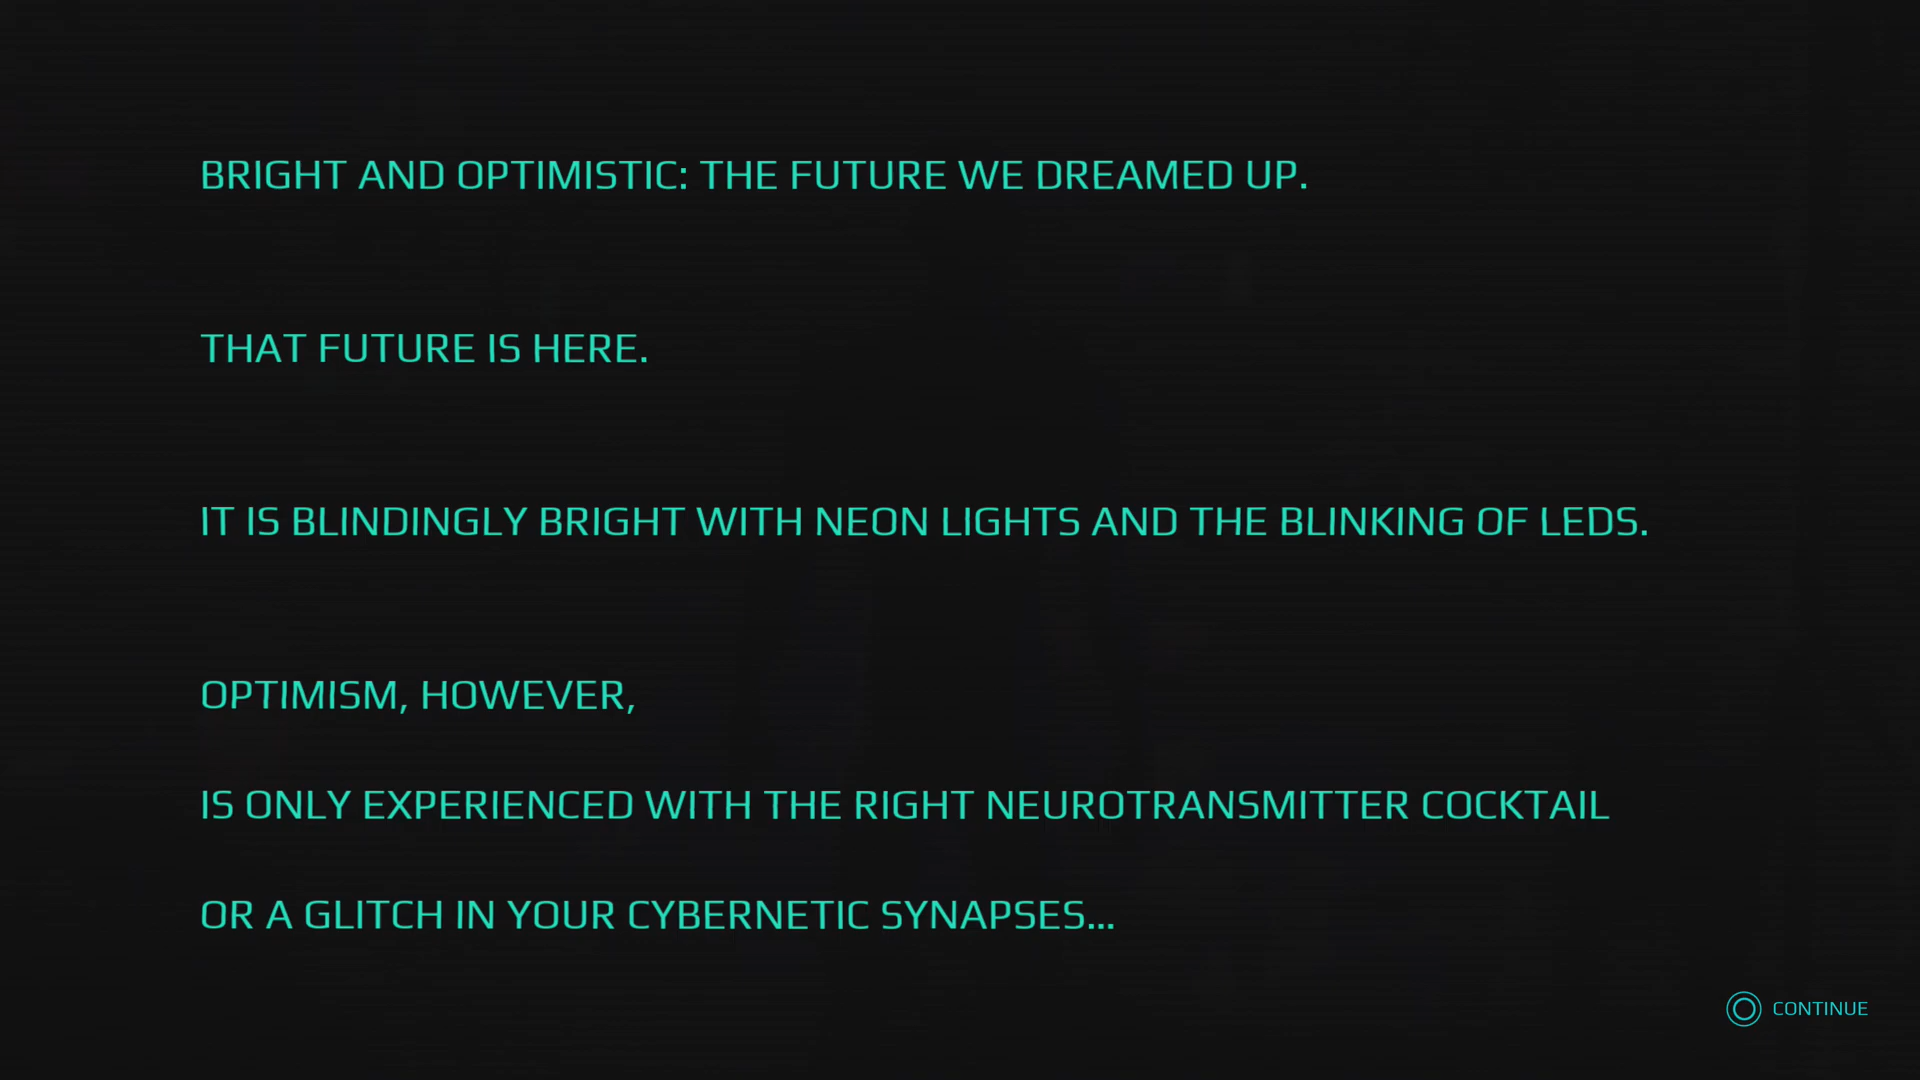 BRIGHT AND OPTIMISTIC: THE FUTURE WE DREAMED UP.
THAT FUTURE IS HERE.
IT IS BLINDINGLY BRIGHT WITH NEON LIGHTS AND THE BLINKING OF LEDS.
OPTIMISM, HOWEVER,
IS ONLY EXPERIENCED WITH THE RIGHT NEUROTRANSMITTER COCKTAIL
OR A GLITCH IN YOUR CYBERNETIC SYNAPSES...
CONTINUE